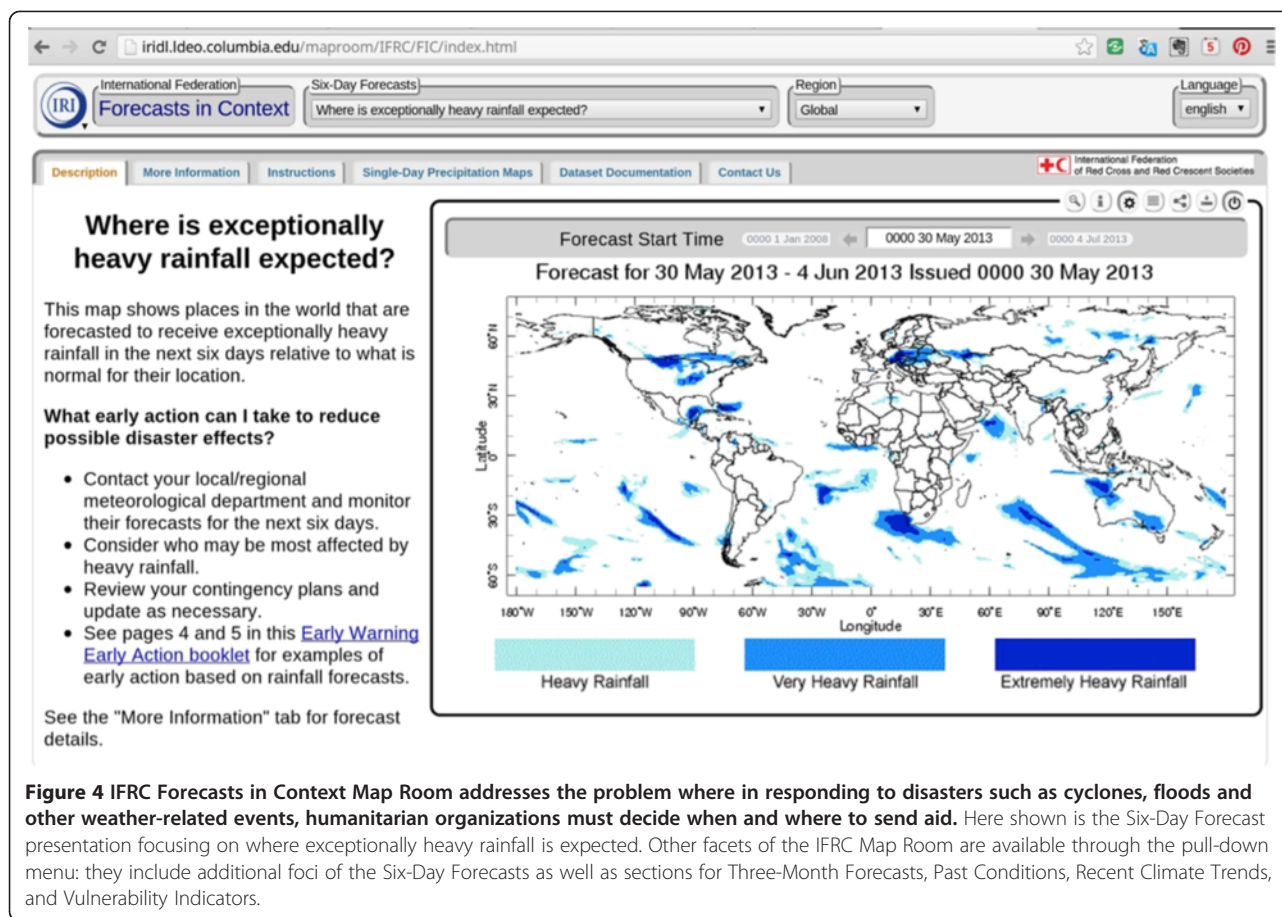 iridl.ldeo.columbia.edu/maproom/IFRC/FIC/index.html
5
IRI
International Federation
Forecasts in Context
Six-Day Forecasts
Where is exceptionally heavy rainfall expected?
Region
Global
Language
english
Description
More Information
Instructions
Single-Day Precipitation Maps
Dataset Documentation
Contact Us
International Federation
of Red Cross and Red Crescent Societies
Where is exceptionally
heavy rainfall expected?
This map shows places in the world that are
forecasted to receive exceptionally heavy
rainfall in the next six days relative to what is
normal for their location.
What early action can I take to reduce
possible disaster effects?
• Contact your local/regional
meteorological department and monitor
their forecasts for the next six days.
• Consider who may be most affected by
heavy rainfall.
• Review your contingency plans and
update as necessary.
• See pages 4 and 5 in this Early Warning
Early Action booklet for examples of
early action based on rainfall forecasts.
See the "More Information" tab for forecast
details.
Forecast Start Time
0000 1 Jan 2008
0000 30 May 2013
0000 4 Jul 2013
Forecast for 30 May 2013 - 4 Jun 2013 Issued 0000 30 May 2013
Latitude
60°N
30°N
0°
30°S
60°S
180°W 150°W 120°W 90°W 60°W 30°W 0° 30°E 60°E 90°E 120°E 150°E
Longitude
Heavy Rainfall
Very Heavy Rainfall
Extremely Heavy Rainfall
Figure 4 IFRC Forecasts in Context Map Room addresses the problem where in responding to disasters such as cyclones, floods and
other weather-related events, humanitarian organizations must decide when and where to send aid. Here shown is the Six-Day Forecast
presentation focusing on where exceptionally heavy rainfall is expected. Other facets of the IFRC Map Room are available through the pull-down
menu: they include additional foci of the Six-Day Forecasts as well as sections for Three-Month Forecasts, Past Conditions, Recent Climate Trends,
and Vulnerability Indicators.